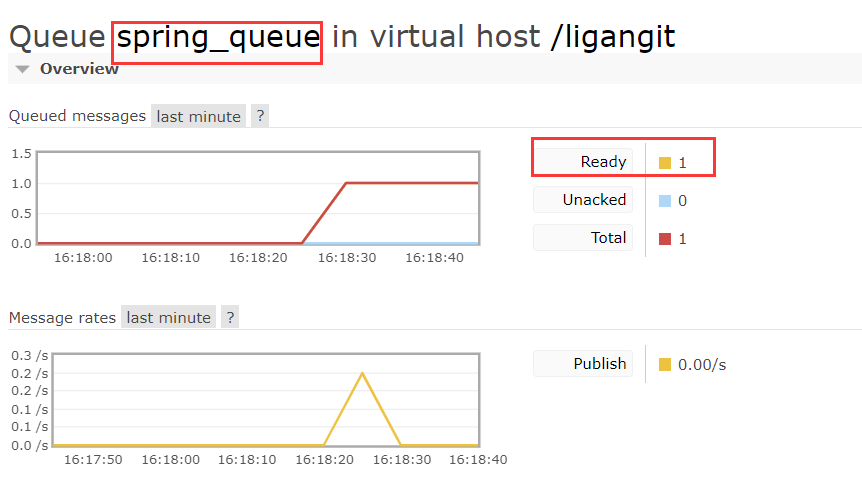 Queue spring_queue in virtual host /ligangit
Overview
Queued messages last minute ?
1.5
1.0
0.5
0.0
16:18:00 16:18:10 16:18:20 16:18:30 16:18:40
Ready 1
Unacked 0
Total 1
Message rates last minute ?
0.3 /s
0.2 /s
0.2 /s
0.1 /s
0.1 /s
0.0 /s
16:17:50 16:18:00 16:18:10 16:18:20 16:18:30 16:18:40
Publish 0.00/s